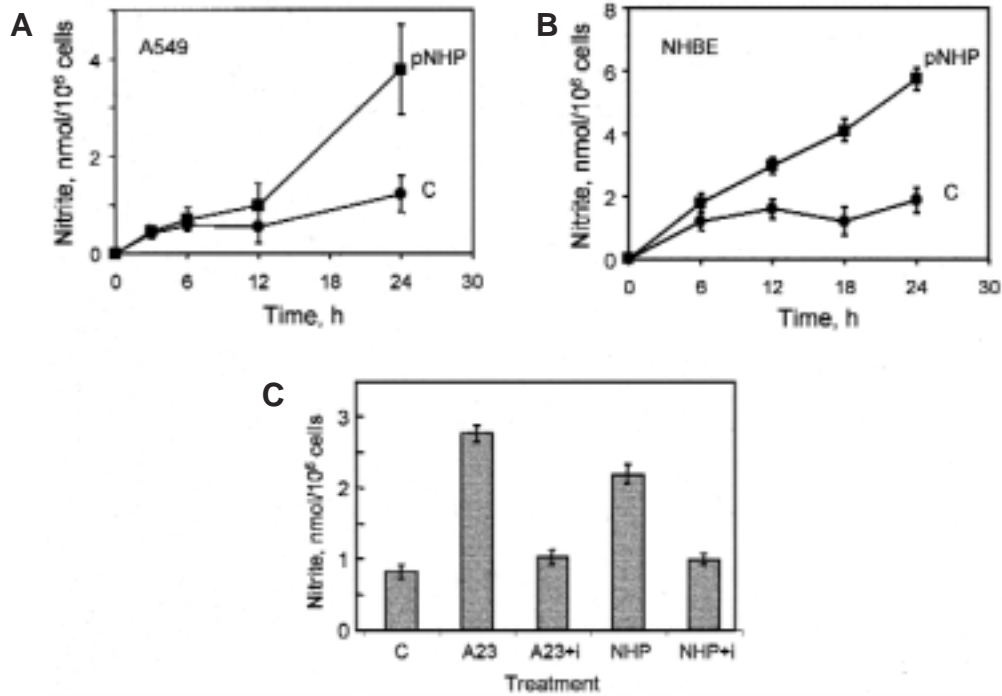 A
A549
Nitrite, nmol/10⁶ cells
4
2
0
pNHP
C
0 6 12 18 24 30
Time, h
B
NHBE
Nitrite, nmol/10⁶ cells
8
6
4
2
0
pNHP
C
0 6 12 18 24 30
Time, h
C
Nitrite, nmol/10⁶ cells
3
2
1
0
C A23 A23+i NHP NHP+i
Treatment